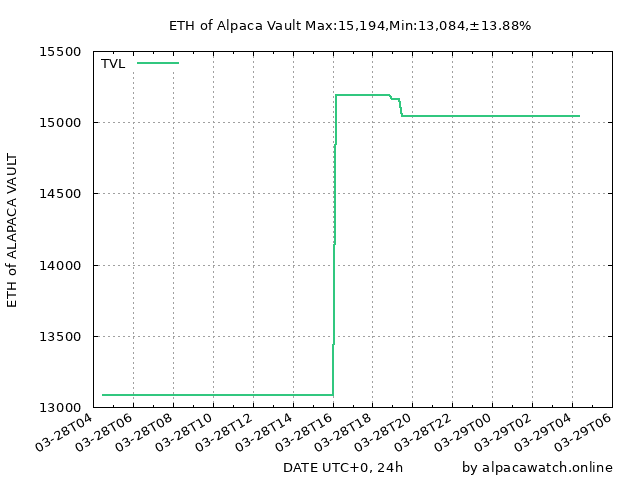 ETH of Alpaca Vault Max:15,194,Min:13,084,±13.88%
TVL
15500
15000
14500
14000
13500
13000
ETH of ALAPACA VAULT
03-28T04
03-28T06
03-28T08
03-28T10
03-28T12
03-28T14
03-28T16
03-28T18
03-28T20
03-28T22
03-29T00
03-29T02
03-29T04
03-29T06
DATE UTC+0, 24h
by alpacawatch.online